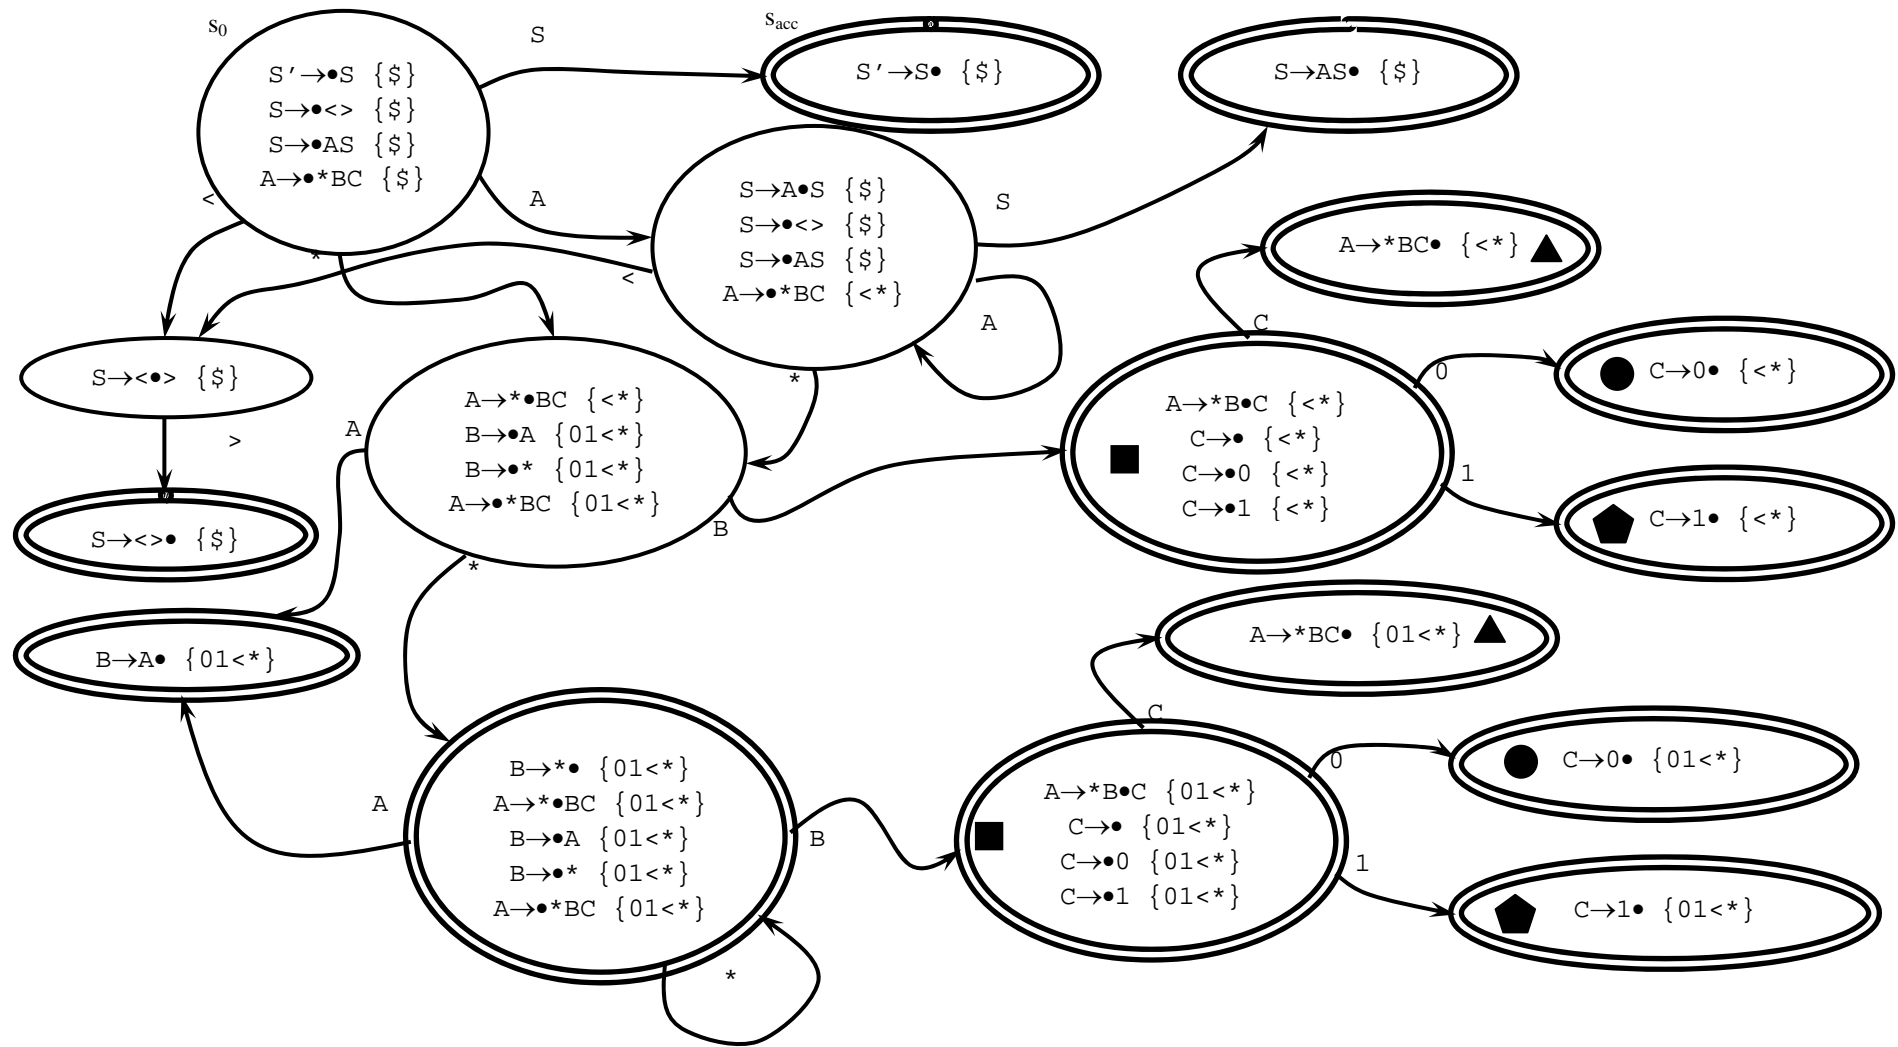 s0
S
sacc
S'→•S {$}
S→•<> {$}
S→•AS {$}
A→•*BC {$}
S'→S• {$}
S→AS• {$}
<
A
*
S→A•S {$}
S→•<> {$}
S→•AS {$}
A→•*BC {<*}
S
<
A
*
A→*BC• {<*}
C
S→<•> {$}
>
A
A→*•BC {<*}
B→•A {01<*}
B→•* {01<*}
A→•*BC {01<*}
B
*
A→*B•C {<*}
C→• {<*}
C→•0 {<*}
C→•1 {<*}
0
C→0• {<*}
1
C→1• {<*}
S→<>• {$}
B→A• {01<*}
A→*BC• {01<*}
C
A
B→*• {01<*}
A→*•BC {01<*}
B→•A {01<*}
B→•* {01<*}
A→•*BC {01<*}
B
*
A→*B•C {01<*}
C→• {01<*}
C→•0 {01<*}
C→•1 {01<*}
0
C→0• {01<*}
1
C→1• {01<*}